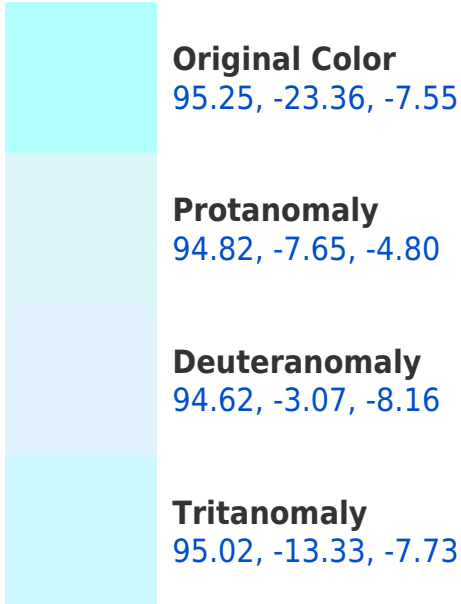 Original Color
95.25, -23.36, -7.55
Protanomaly
94.82, -7.65, -4.80
Deuteranomaly
94.62, -3.07, -8.16
Tritanomaly
95.02, -13.33, -7.73